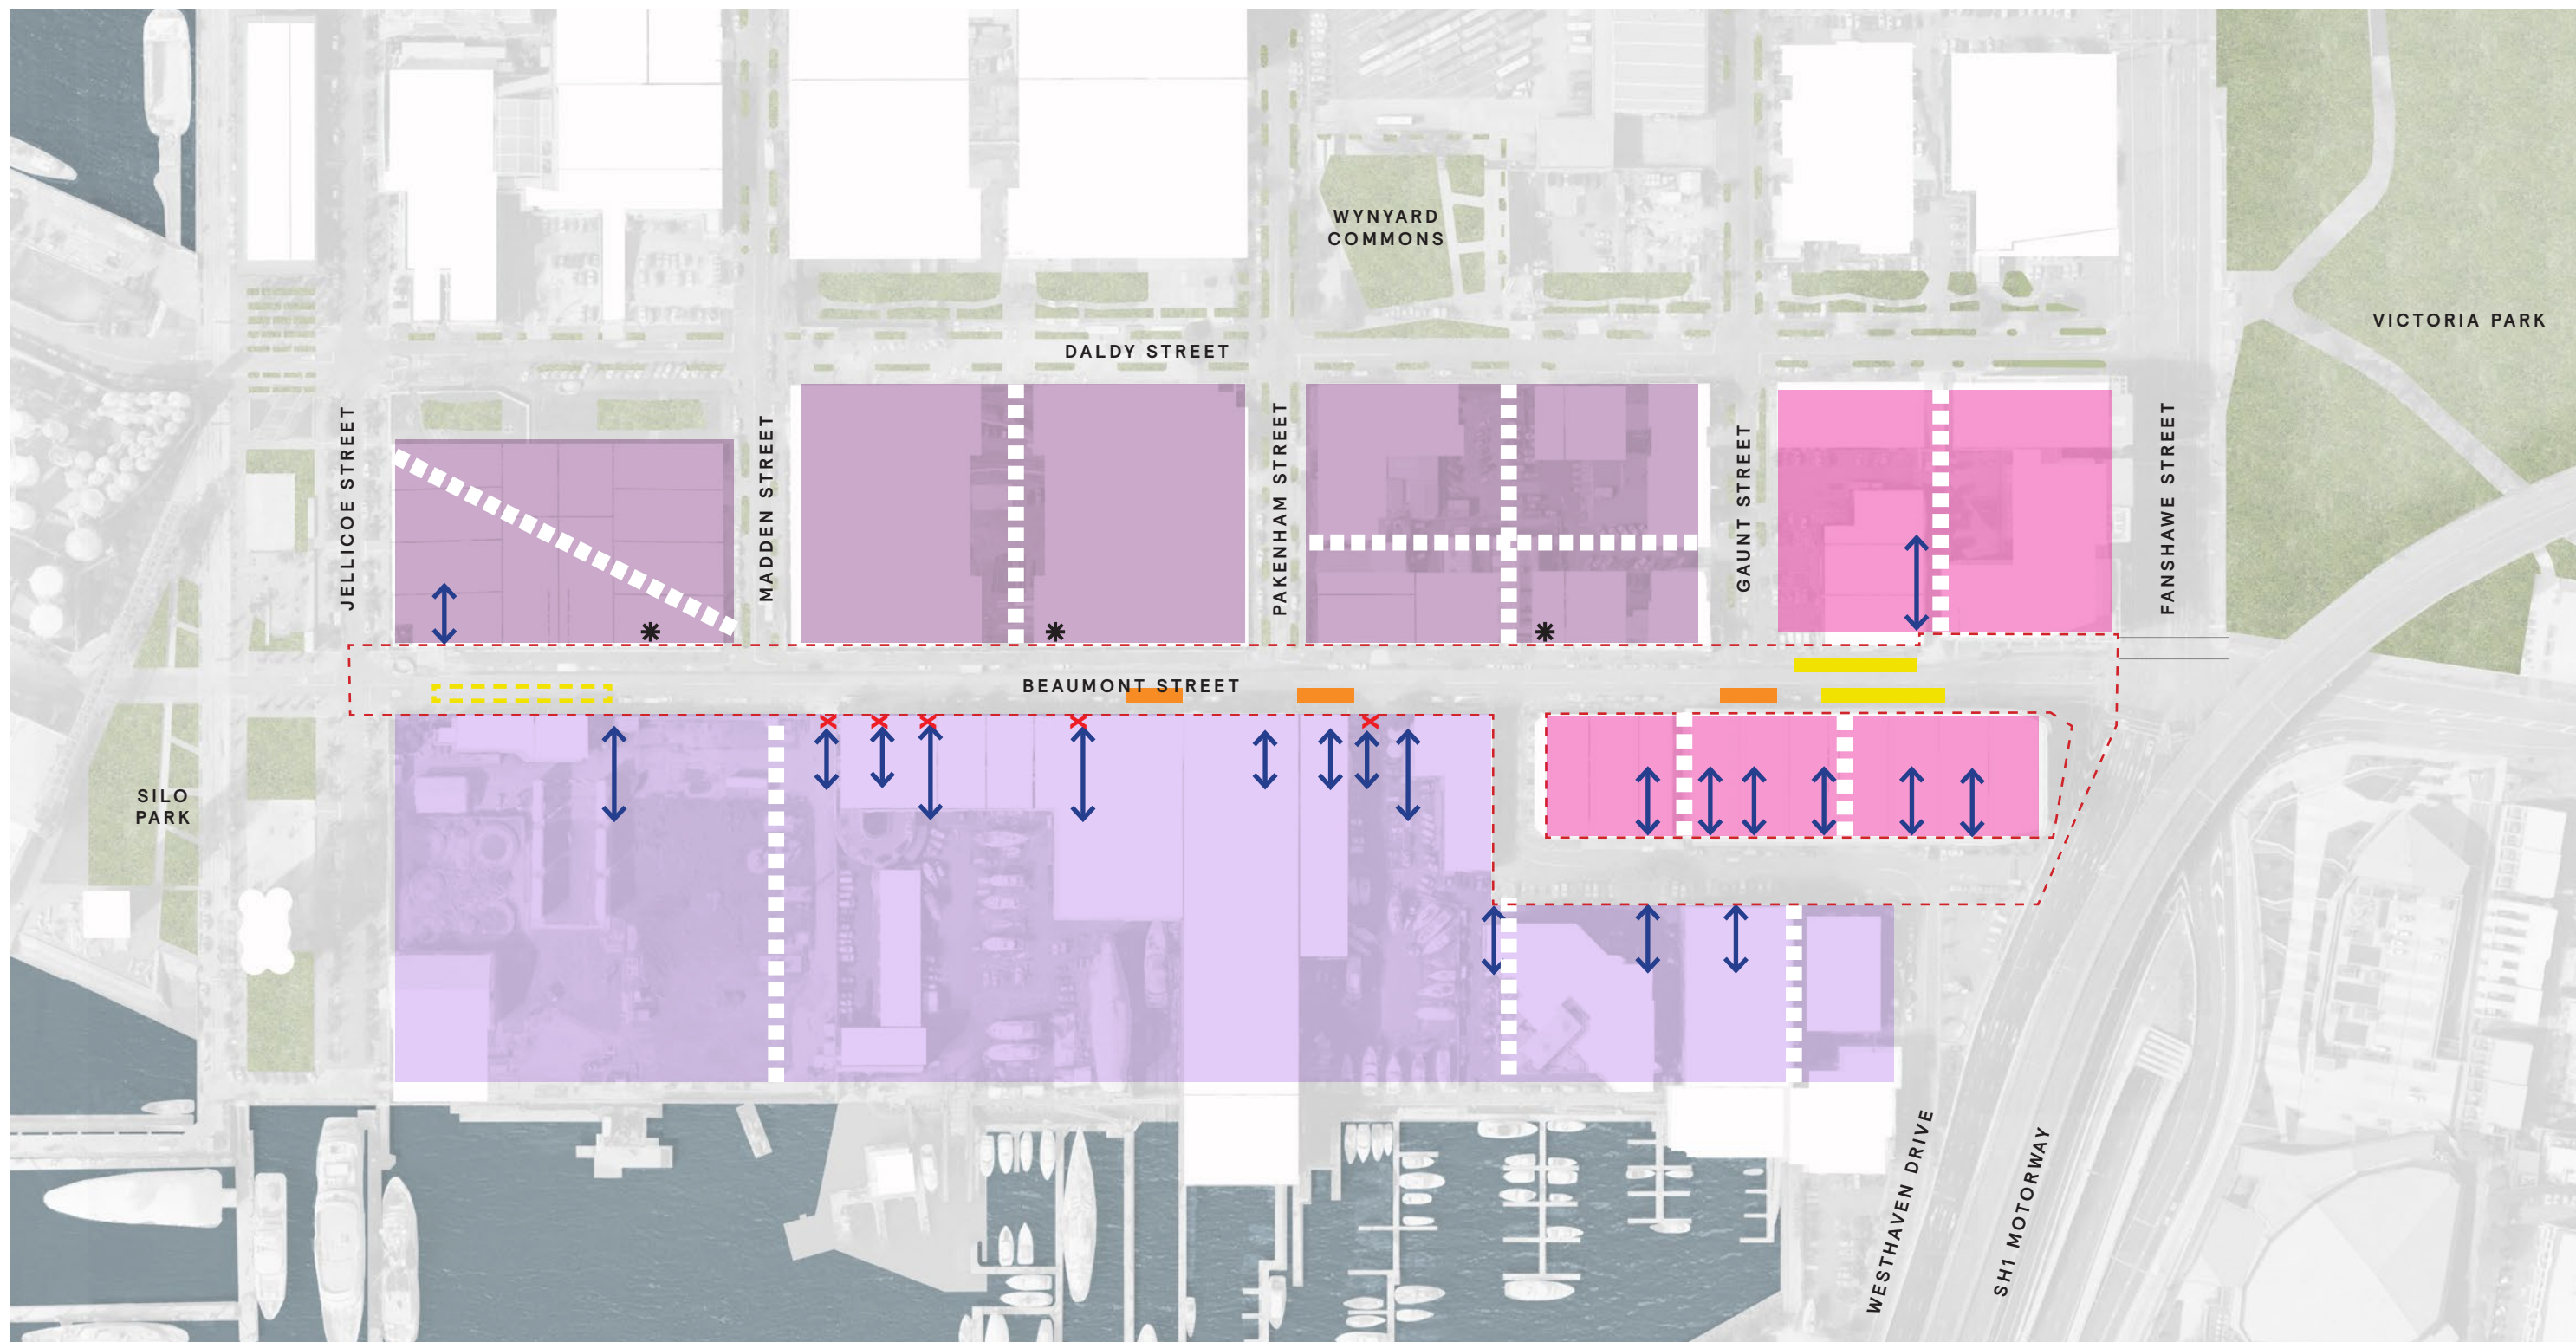 WYNYARD
COMMONS
VICTORIA PARK
DALDY STREET
JELLICOE STREET
MADDEN STREET
PAKENHAM STREET
GAUNT STREET
FANSHAWE STREET
BEAUMONT STREET
SILO
PARK
WESTHAVEN DRIVE
SH1 MOTORWAY